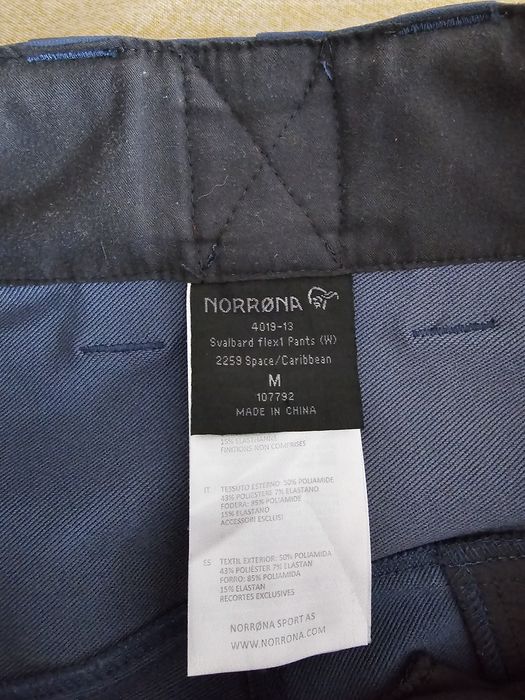 NORRØNA
4019-13
Svalbard flex1 Pants (W)
2259 Space/Caribbean
M
107792
MADE IN CHINA
15% ELASTHANNE
FINITIONS NON COMPRISES
IT. TESSUTO ESTERNO: 50% POLIAMIDE
43% POLIESTERE 7% ELASTANO
FODERA: 85% POLIAMIDE
15% ELASTANO
ACCESSORI ESCLUSI
ES TEXTIL EXTERIOR: 50% POLIAMIDA
43% POLIÉSTER 7% ELASTAN
FORRO: 85% POLIAMIDA
15% ELASTAN
RECORTES EXCLUSIVES
NORRØNA SPORT AS
WWW.NORRONA.COM